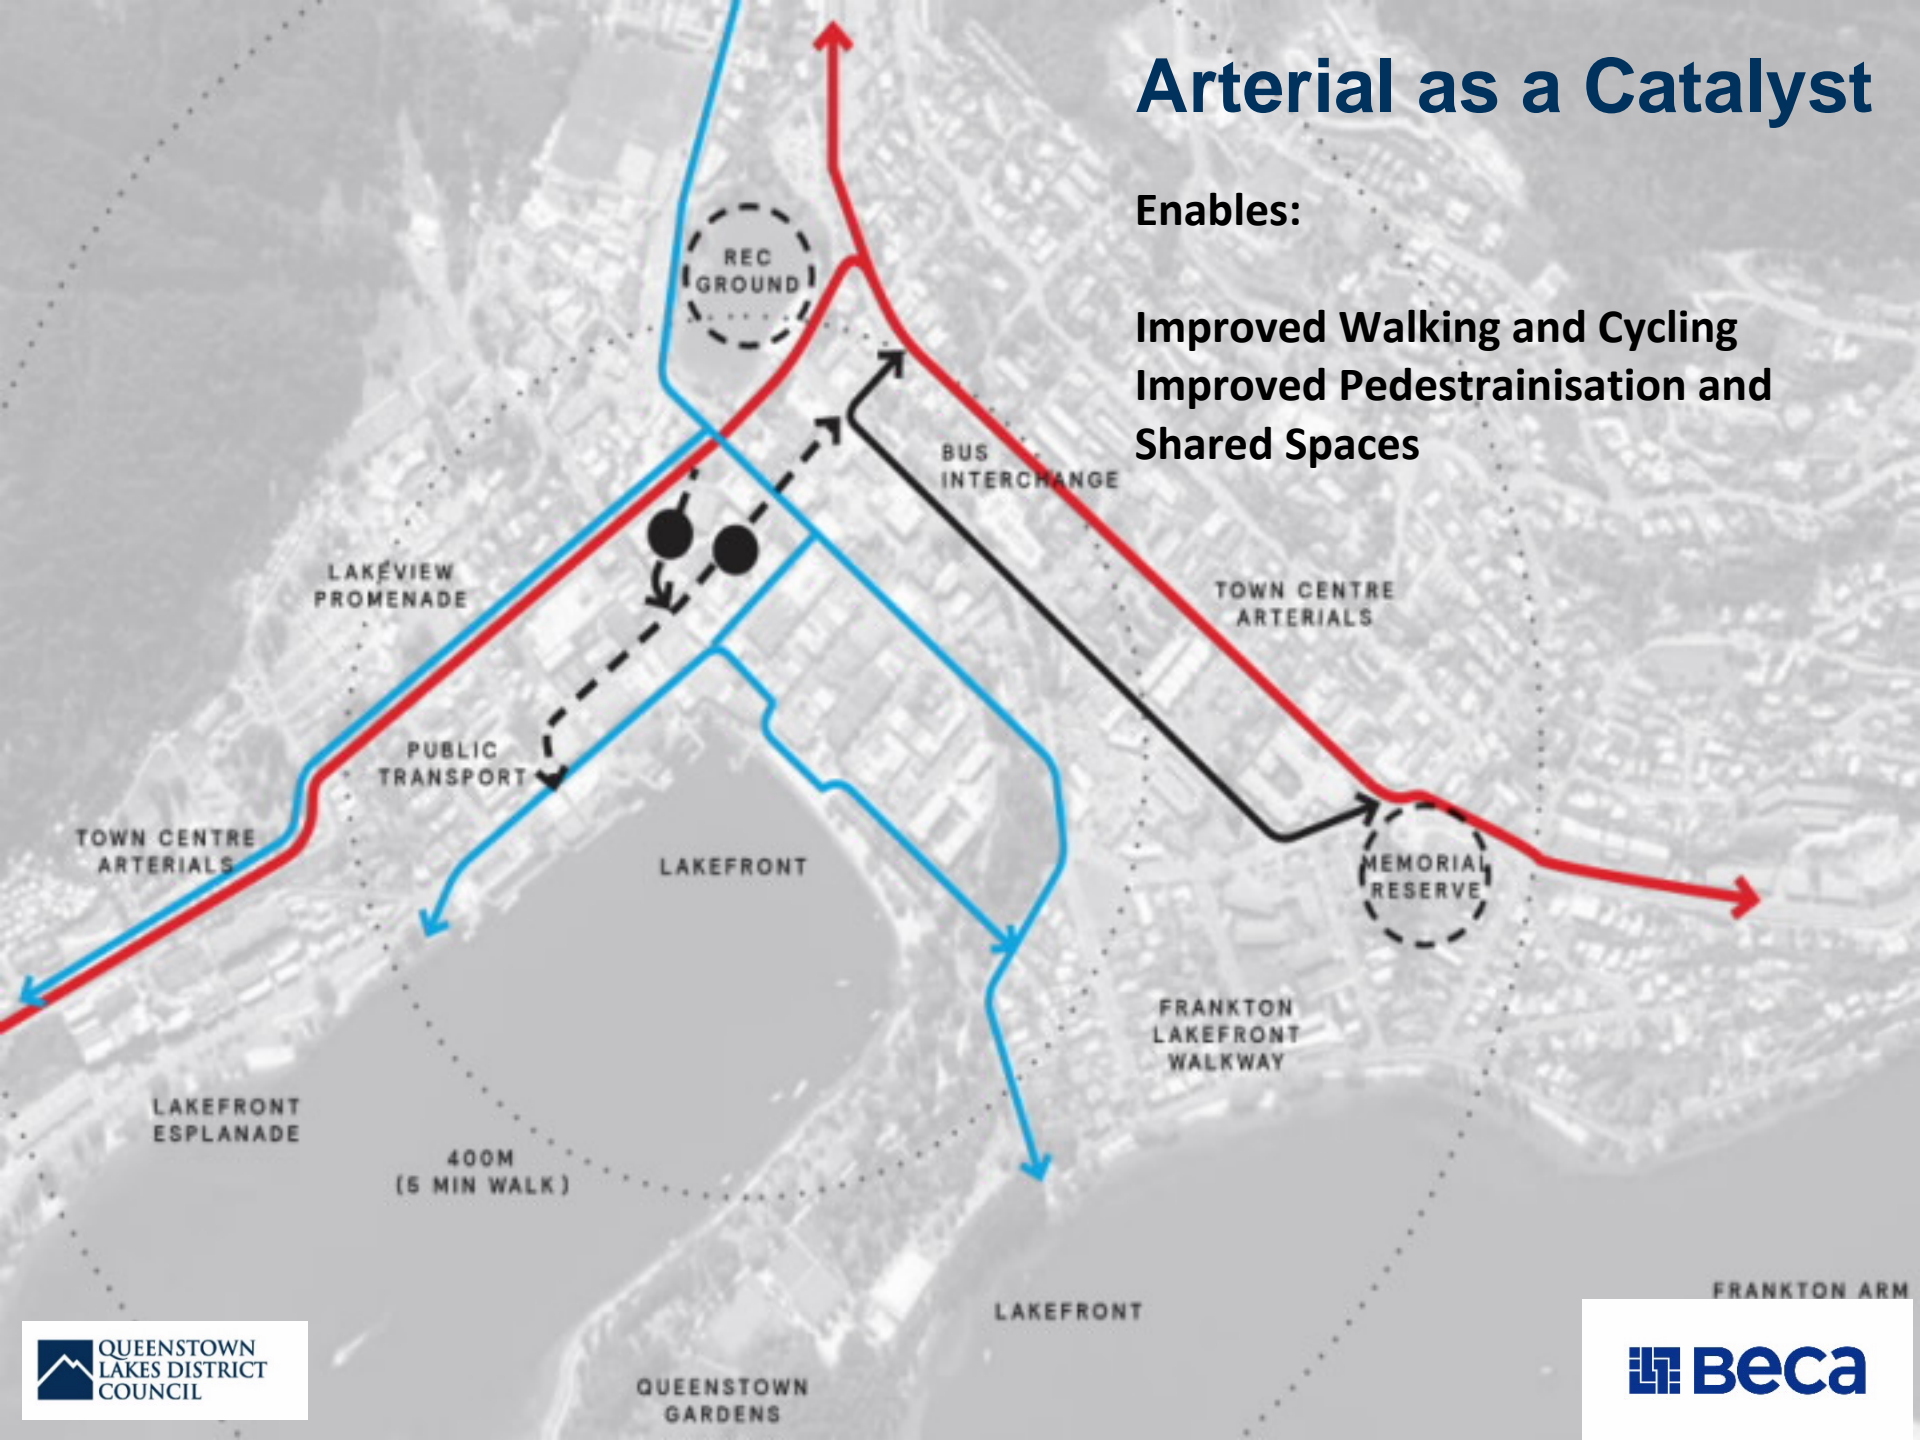 Arterial as a Catalyst
Enables:
Improved Walking and Cycling
Improved Pedestrainisation and
Shared Spaces
REC
GROUND
BUS
INTERCHANGE
LAKEVIEW
PROMENADE
TOWN CENTRE
ARTERIALS
PUBLIC
TRANSPORT
TOWN CENTRE
ARTERIALS
LAKEFRONT
MEMORIAL
RESERVE
FRANKTON
LAKEFRONT
WALKWAY
LAKEFRONT
ESPLANADE
400M
(5 MIN WALK)
FRANKTON ARM
LAKEFRONT
QUEENSTOWN
GARDENS
QUEENSTOWN
LAKES DISTRICT
COUNCIL
Beca